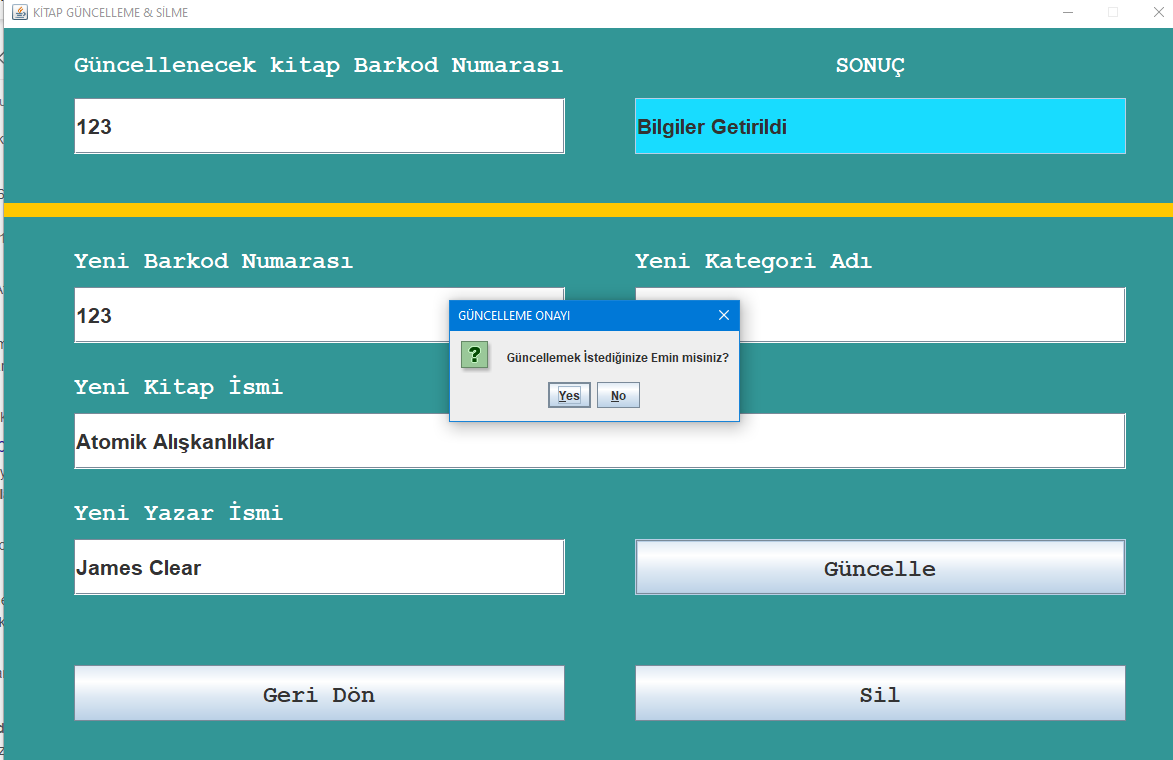 KİTAP GÜNCELLEME & SİLME
Güncellenecek kitap Barkod Numarası
SONUÇ
123
Bilgiler Getirildi
Yeni Barkod Numarası
Yeni Kategori Adı
123
GÜNCELLEME ONAYI
Güncellemek İstediğinize Emin misiniz?
Yes
No
Yeni Kitap İsmi
Atomik Alışkanlıklar
Yeni Yazar İsmi
James Clear
Güncelle
Geri Dön
Sil